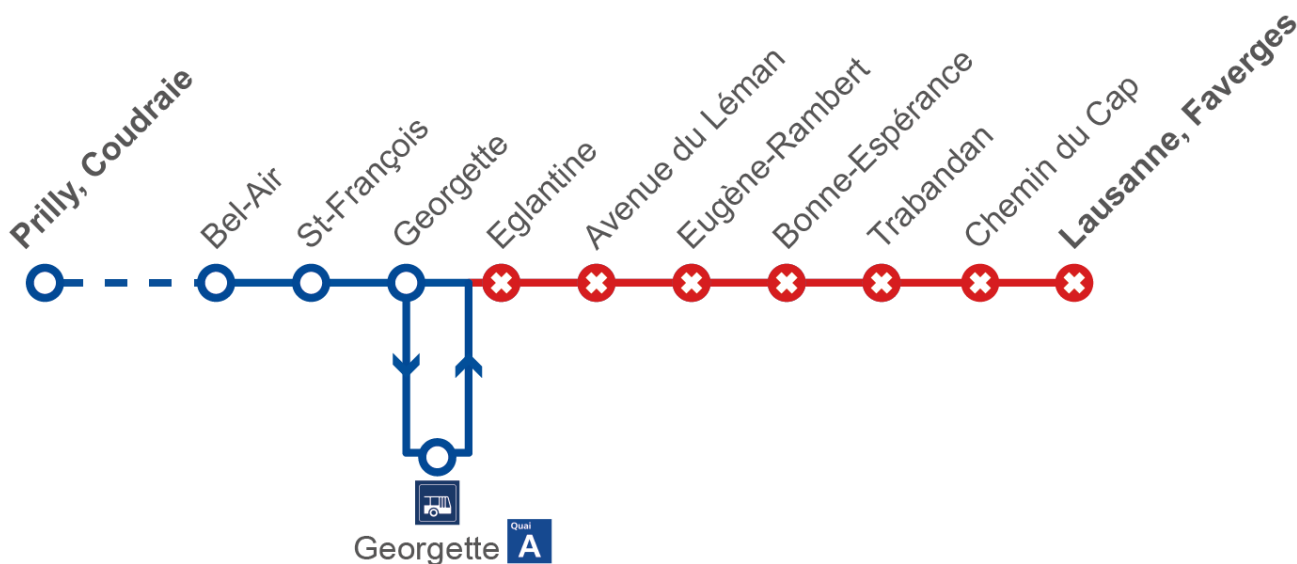 Prilly, Coudraie
Bel-Air
St-François
Georgette
Eglantine
Avenue du Léman
Eugène-Rambert
Bonne-Espérance
Trabandan
Chemin du Cap
Lausanne, Faverges
Georgette
Quai
A